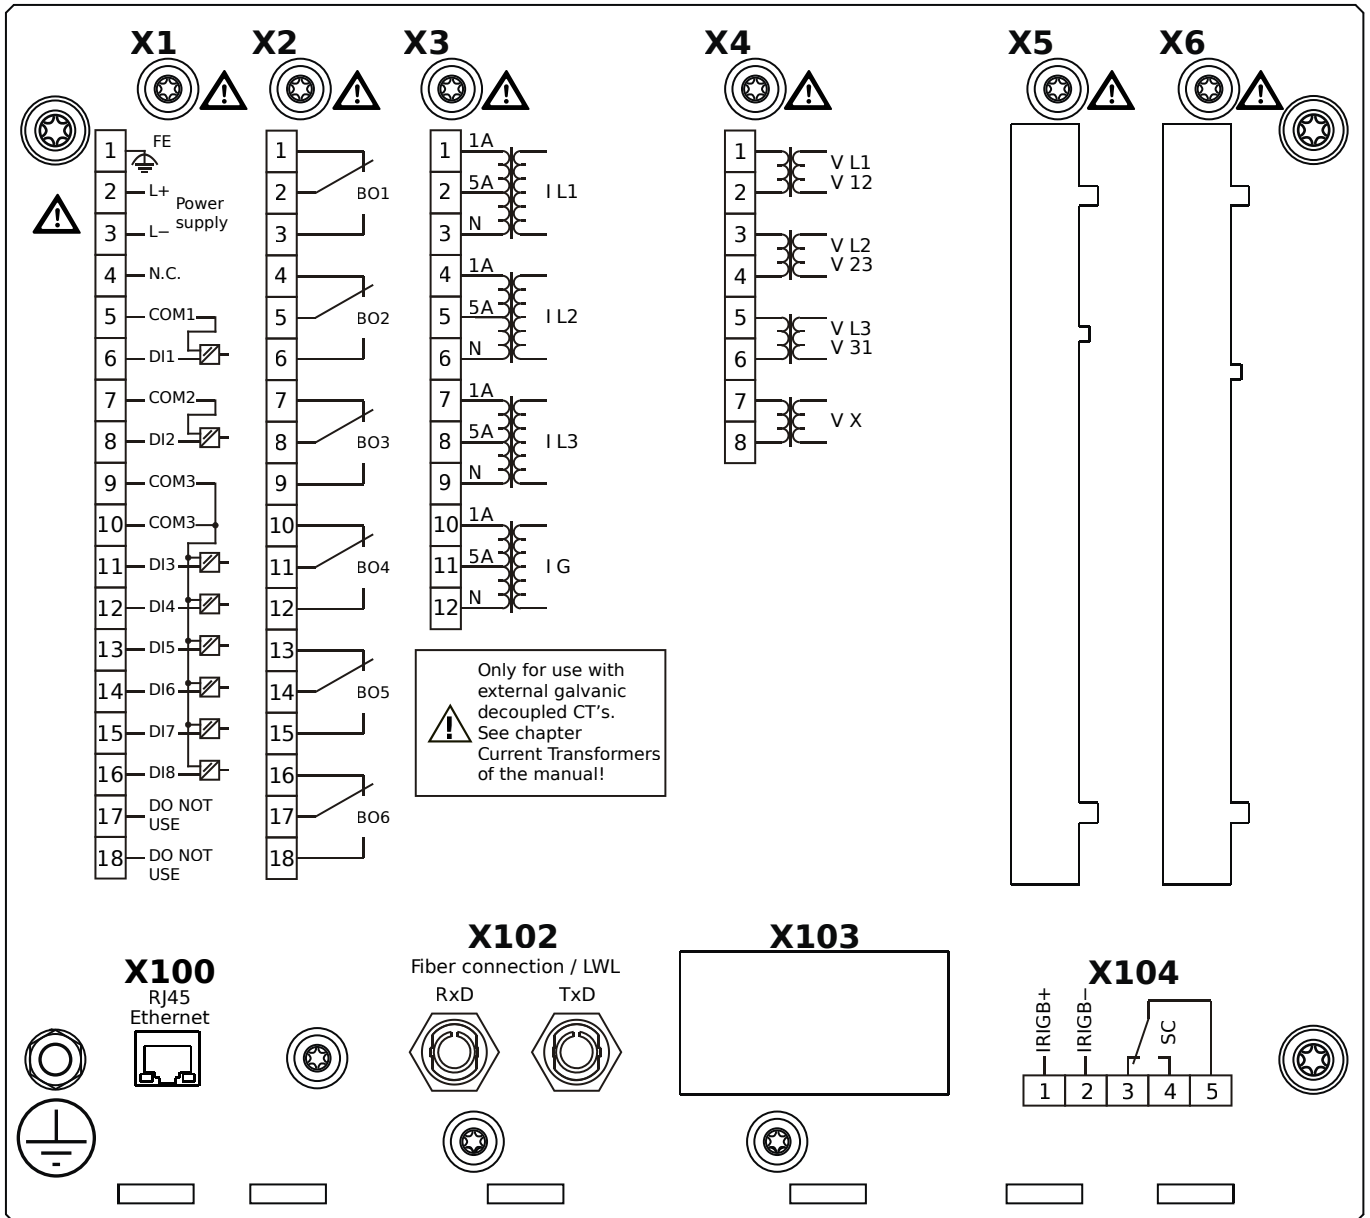 X1
X2
X3
X4
X5
X6
1 FE
2 L+
3 L−
Power
supply
4 N.C.
5 COM1
6 DI1
7 COM2
8 DI2
9 COM3
10 COM3
11 DI3
12 DI4
13 DI5
14 DI6
15 DI7
16 DI8
17 DO NOT
USE
18 DO NOT
USE
1
2 BO1
3
4
5 BO2
6
7
8 BO3
9
10
11 BO4
12
13
14 BO5
15
16
17 BO6
18
1 1A
2 5A I L1
3 N
4 1A
5 5A I L2
6 N
7 1A
8 5A I L3
9 N
10 1A
11 5A I G
12 N
Only for use with
external galvanic
decoupled CT's.
See chapter
Current Transformers
of the manual!
1 V L1
2 V 12
3 V L2
4 V 23
5 V L3
6 V 31
7 V X
8
X100
RJ45
Ethernet
X102
Fiber connection / LWL
RxD TxD
X103
X104
IRIGB+
IRIGB−
SC
1 2 3 4 5